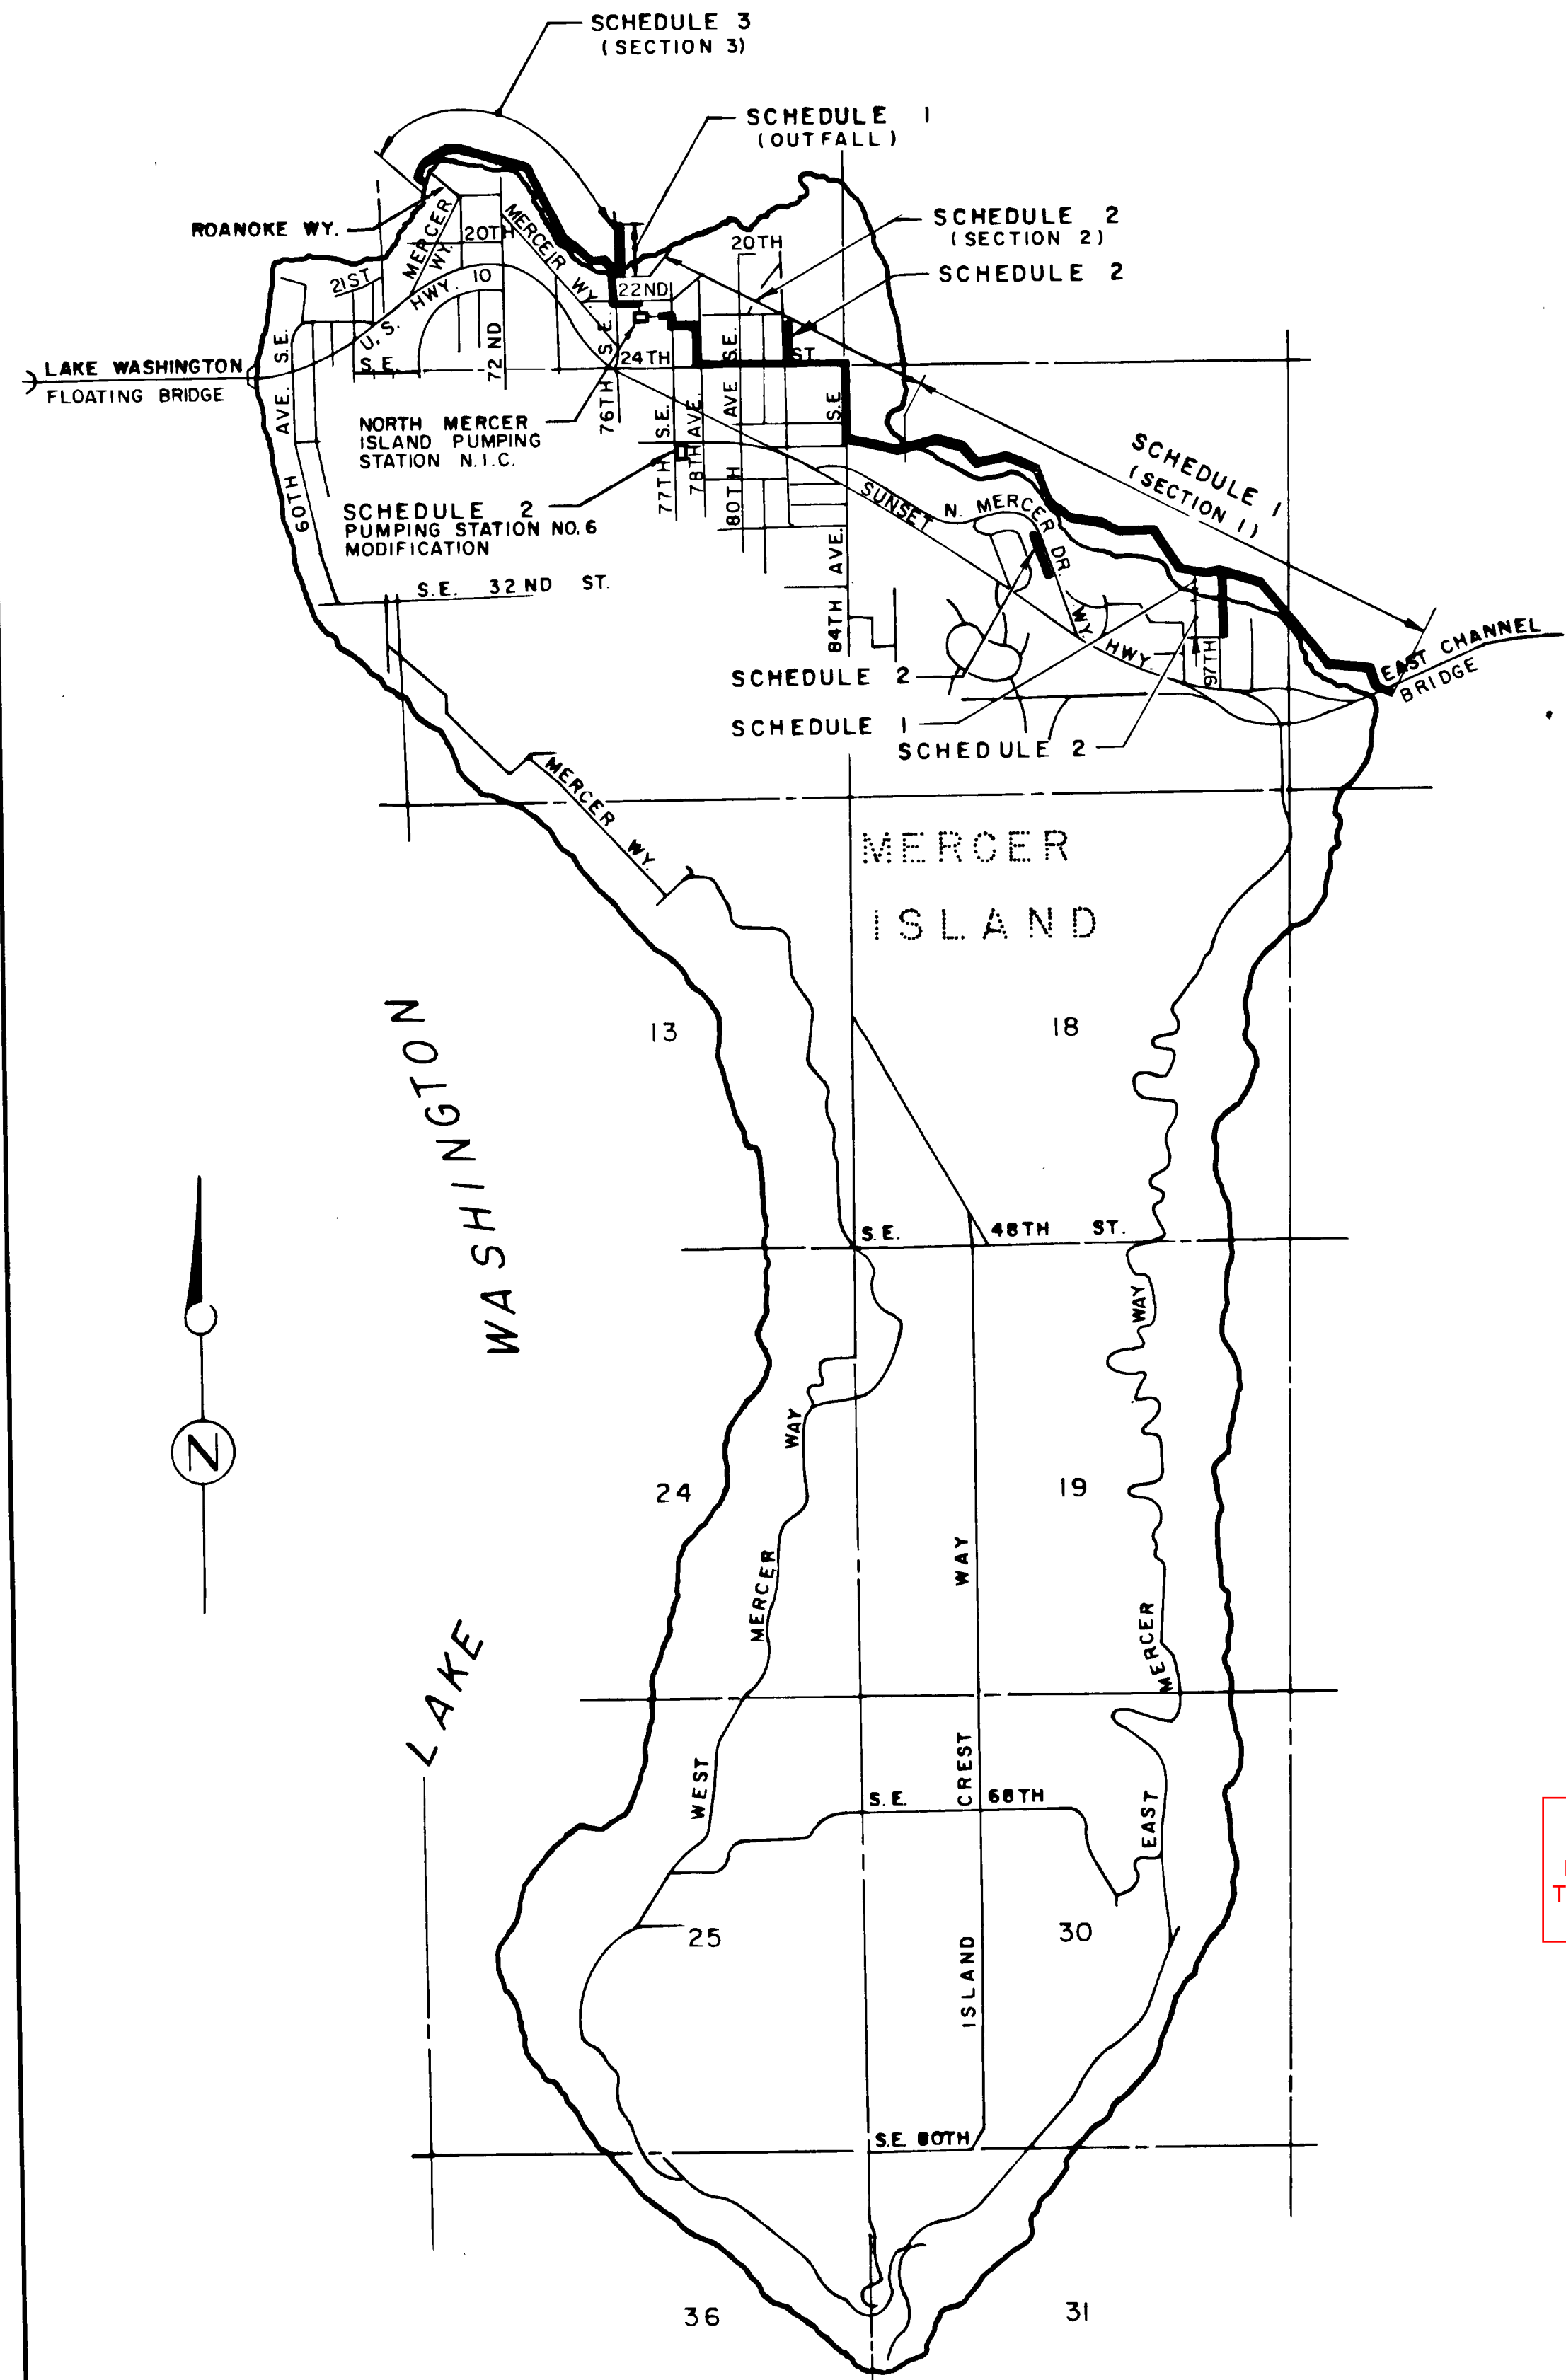 SCHEDULE 3
(SECTION 3)
SCHEDULE 1
(OUTFALL)
SCHEDULE 2
(SECTION 2)
SCHEDULE 2
ROANOKE WY.
MERCER
WY.
20TH
MERCEIR WY.
20TH
21ST
U. S. HWY. 10
22ND
LAKE WASHINGTON
FLOATING BRIDGE
60TH AVE. S.E.
S.E.
72 ND
76TH S E.
24TH
ST.
77TH S.E.
78TH AVE.
80TH AVE S.E.
84TH AVE. S.E
NORTH MERCER
ISLAND PUMPING
STATION N.I.C.
SCHEDULE 2
PUMPING STATION NO. 6
MODIFICATION
S.E. 32ND ST.
SCHEDULE 1
(SECTION 1)
SUNSET HWY.
N. MERCER DR. WY.
97TH
EAST CHANNEL
BRIDGE
SCHEDULE 2
SCHEDULE 1
SCHEDULE 2
MERCER WY.
MERCER
ISLAND
13
18
LAKE WASHINGTON
S.E. 48TH ST.
N
24
19
WEST MERCER WAY
ISLAND CREST WAY
EAST MERCER WAY
S.E. 68TH
25
30
T
S.E 80TH
36
31